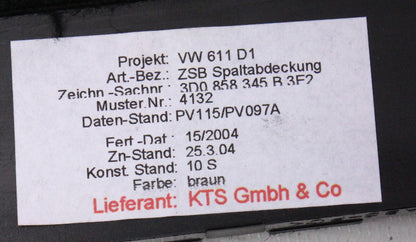 Projekt: VW 611 D1
Art.-Bez.: ZSB Spaltabdeckung
Zeichn.-Sachnr.: 3D0 858 345 B 3E2
Muster.Nr.: 4132
Daten-Stand: PV115/PV097A
Fert.-Dat.: 15/2004
Zn-Stand: 25.3.04
Konst. Stand: 10 S
Farbe: braun
Lieferant: KTS Gmbh & Co